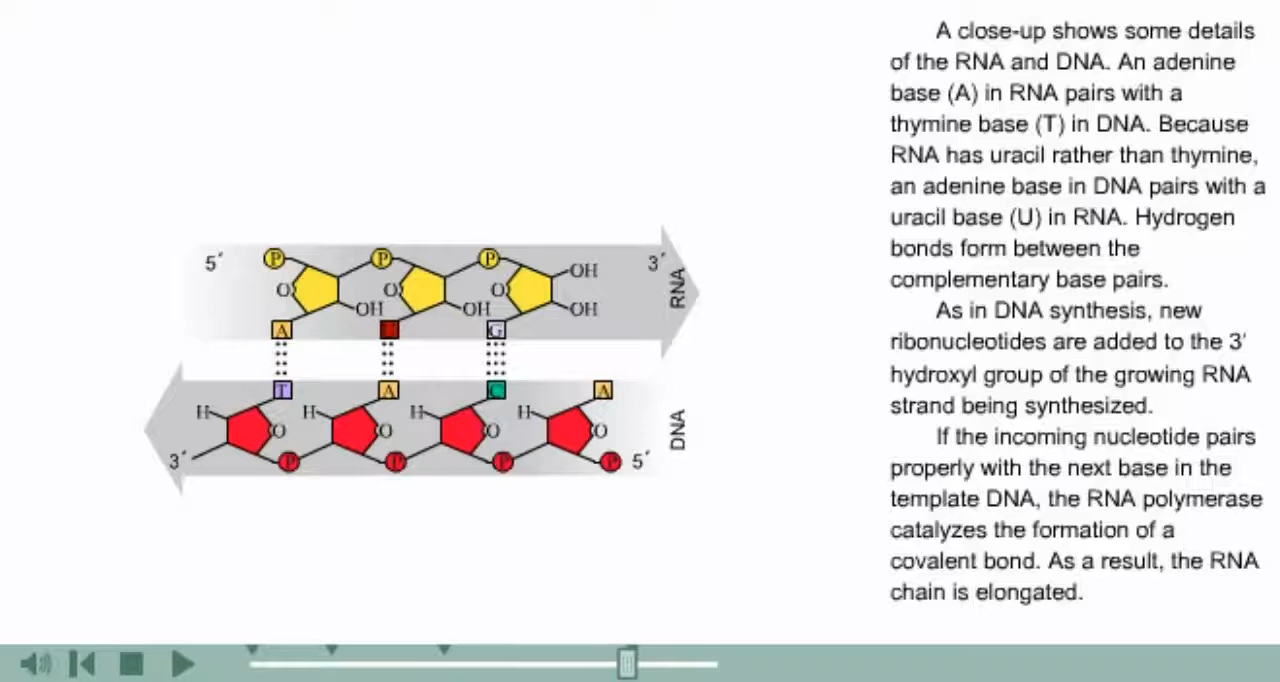 A close-up shows some details
of the RNA and DNA. An adenine
base (A) in RNA pairs with a
thymine base (T) in DNA. Because
RNA has uracil rather than thymine,
an adenine base in DNA pairs with a
uracil base (U) in RNA. Hydrogen
bonds form between the
complementary base pairs.
As in DNA synthesis, new
ribonucleotides are added to the 3′
hydroxyl group of the growing RNA
strand being synthesized.
If the incoming nucleotide pairs
properly with the next base in the
template DNA, the RNA polymerase
catalyzes the formation of a
covalent bond. As a result, the RNA
chain is elongated.
5′ P P P 3′
OH
O O O
OH OH OH
A G
RNA
T A C A
H H H H
O O O O
3′ P P P P 5′
DNA